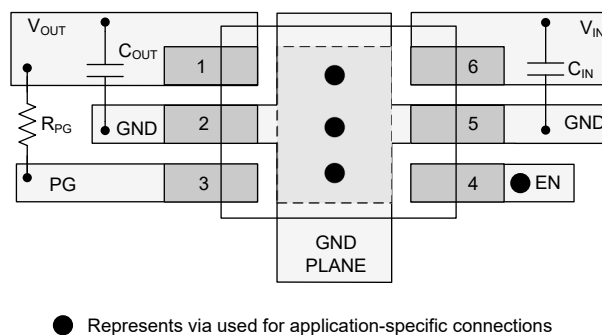 VOUT
VIN
COUT
CIN
1
6
RPG
GND
2
5
GND
PG
3
4
EN
GND
PLANE
Represents via used for application-specific connections